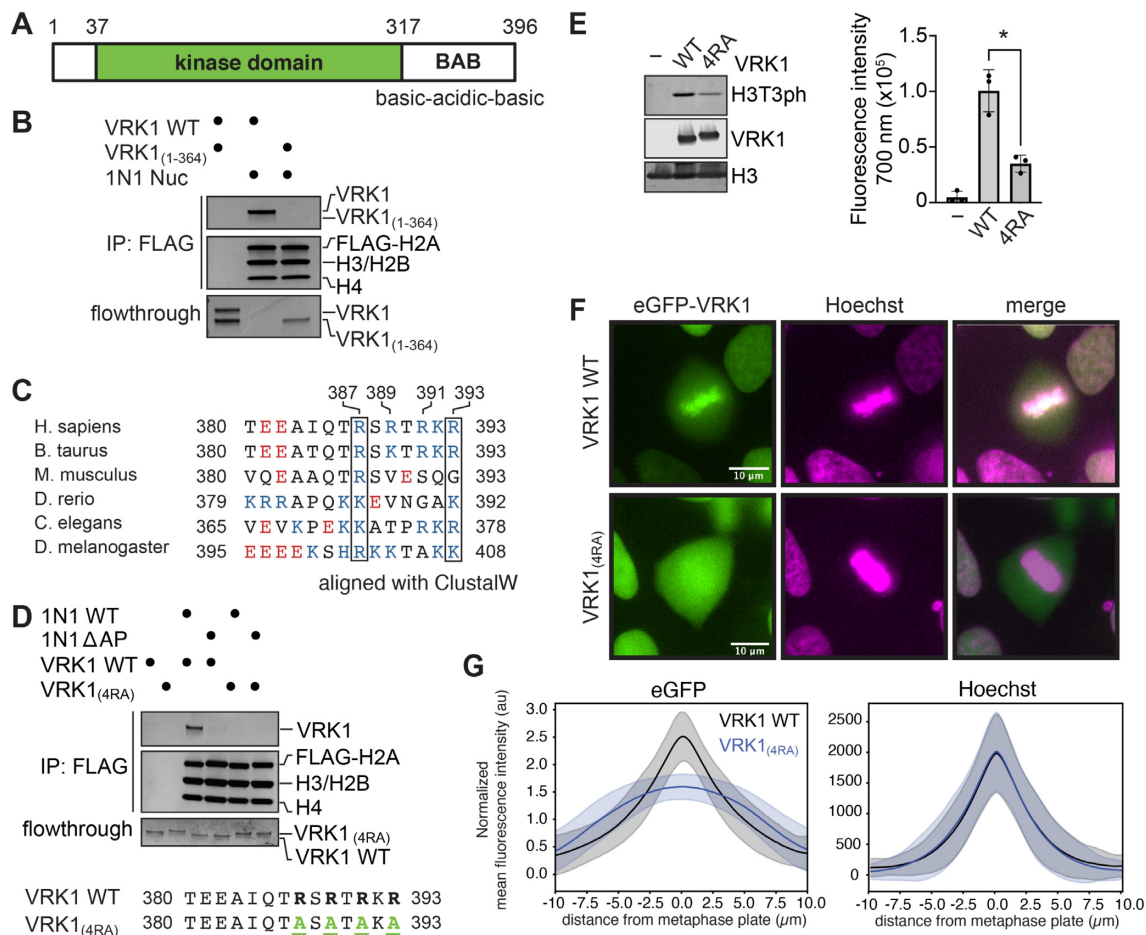 A
1 37 317 396
kinase domain
BAB
basic-acidic-basic
B
VRK1 WT
VRK1(1-364)
1N1 Nuc
IP: FLAG
VRK1
VRK1(1-364)
FLAG-H2A
H3/H2B
H4
flowthrough
VRK1
VRK1(1-364)
C
387 389 391 393
H. sapiens 380 TEEAIQTRSRTRKR 393
B. taurus 380 TEEATQTRSKTRKR 393
M. musculus 380 VQEAAQTRSVESQG 393
D. rerio 379 KRRAPQKKEVNGAK 392
C. elegans 365 VEVKPEKKATPRKR 378
D. melanogaster 395 EEEEKSHRKKTAKK 408
aligned with ClustalW
D
1N1 WT
1N1 ΔAP
VRK1 WT
VRK1(4RA)
IP: FLAG
VRK1
FLAG-H2A
H3/H2B
H4
flowthrough
VRK1(4RA)
VRK1 WT
VRK1 WT 380 TEEAIQTRSRTRKR 393
VRK1(4RA) 380 TEEAIQTASATAKA 393
E
– WT 4RA VRK1
H3T3ph
VRK1
H3
Fluorescence intensity
700 nm (x10⁵)
1.5
1.0
0.5
0
*
– WT 4RA
F
eGFP-VRK1 Hoechst merge
VRK1 WT
10 µm
VRK1(4RA)
10 µm
G
eGFP
Normalized
mean fluorescence intensity (au)
3.0
2.5
2.0
1.5
1.0
0.5
0.0
VRK1 WT
VRK1(4RA)
-10 -7.5 -5.0 -2.5 0.0 2.5 5.0 7.5 10.0
distance from metaphase plate (µm)
Hoechst
2500
2000
1500
1000
500
0
-10 -7.5 -5.0 -2.5 0.0 2.5 5.0 7.5 10.0
distance from metaphase plate (µm)